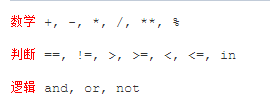 数学 +, -, *, /, **, %
判断 ==, !=, >, >=, <, <=, in
逻辑 and, or, not